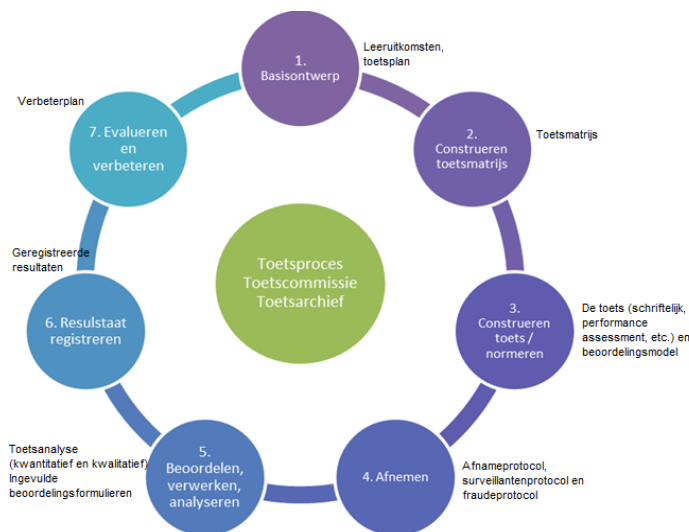 1.
Basisontwerp
Leeruitkomsten,
toetsplan
2.
Construeren
toetsmatrijs
Toetsmatrijs
3.
Construeren
toets /
normeren
De toets (schriftelijk,
performance
assessment, etc.) en
beoordelingsmodel
4. Afnemen
Afnameprotocol,
surveillantenprotocol en
fraudeprotocol
5.
Beoordelen,
verwerken,
analyseren
Toetsanalyse
(kwantitatief en kwalitatief)
Ingevulde
beoordelingsformulieren
6. Resulstaat
registreren
Geregistreerde
resultaten
7. Evalueren
en
verbeteren
Verbeterplan
Toetsproces
Toetscommissie
Toetsarchief